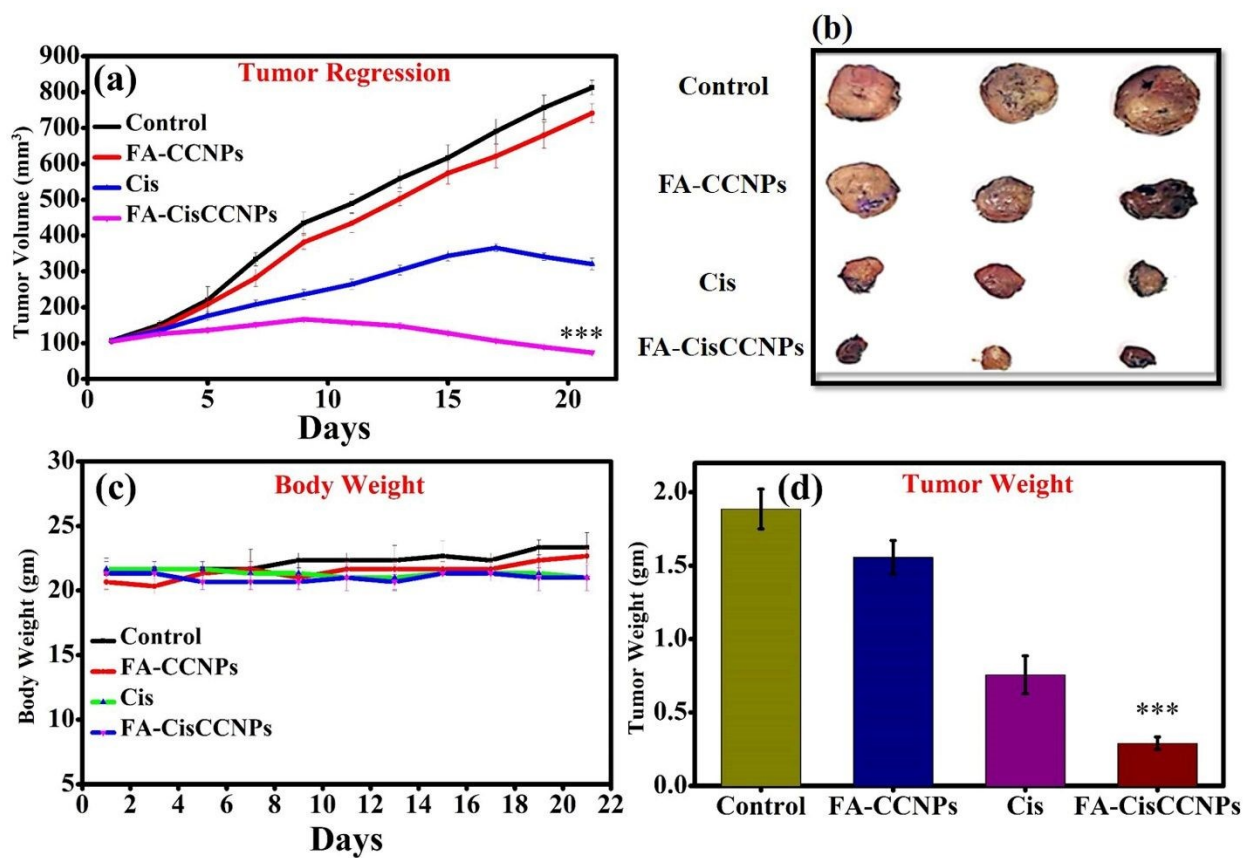 (a)
Tumor Regression
Control
FA-CCNPs
Cis
FA-CisCCNPs
***
Tumor Volume (mm³)
900
800
700
600
500
400
300
200
100
0
0 5 10 15 20
Days
(b)
Control
FA-CCNPs
Cis
FA-CisCCNPs
(c)
Body Weight
Control
FA-CCNPs
Cis
FA-CisCCNPs
Body Weight (gm)
30
25
20
15
10
5
0 2 4 6 8 10 12 14 16 18 20 22
Days
(d)
Tumor Weight
***
Tumor Weight (gm)
2.0
1.5
1.0
0.5
0.0
Control FA-CCNPs Cis FA-CisCCNPs